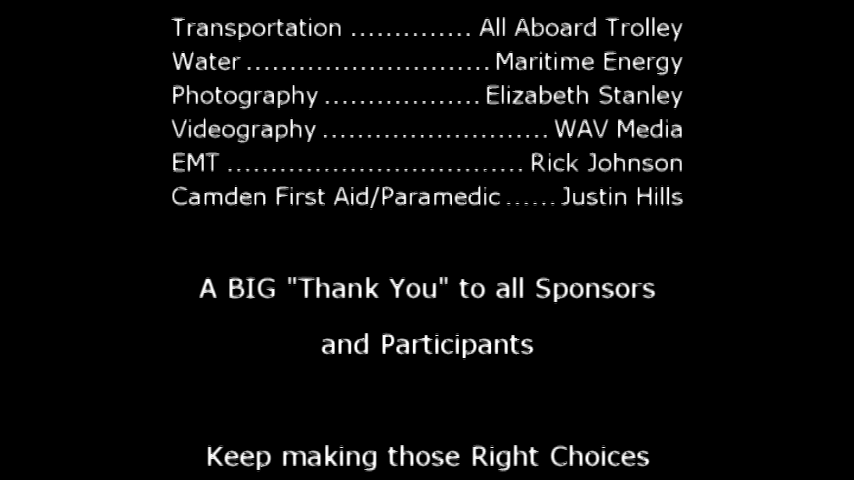 Transportation .............. All Aboard Trolley
Water ........................... Maritime Energy
Photography .................. Elizabeth Stanley
Videography .......................... WAV Media
EMT .................................. Rick Johnson
Camden First Aid/Paramedic ...... Justin Hills
A BIG "Thank You" to all Sponsors
and Participants
Keep making those Right Choices